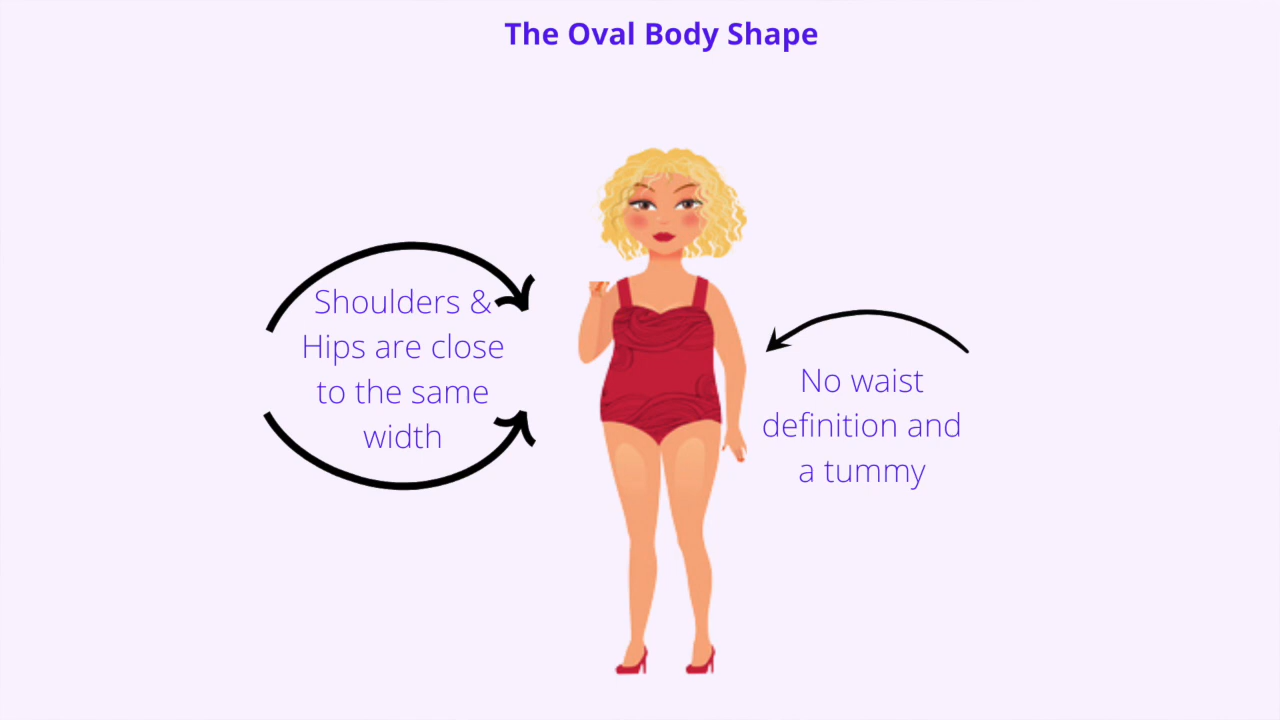 The Oval Body Shape
Shoulders &
Hips are close
to the same
width
No waist
definition and
a tummy